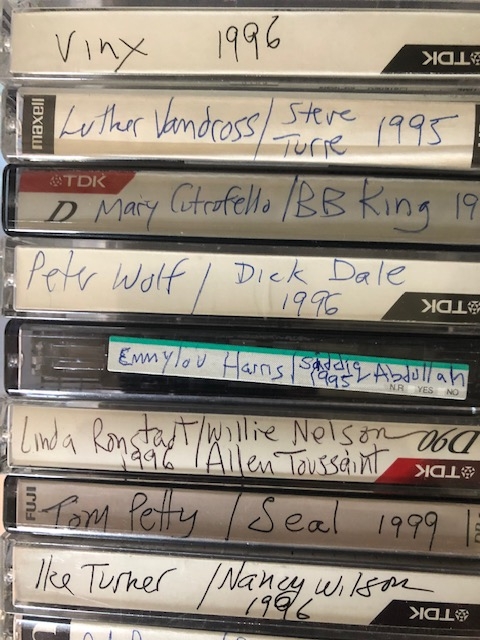 Vinx 1996
TDK
maxell
Luther Vandross / Steve
Turre 1995
TDK
D Mary Cutrofello / BB King 19
Peter Wolf / Dick Dale
1996
TDK
Emmylou Harris / Saddiq Abdullah
1995
N.R YES NO
Linda Ronstadt / Willie Nelson D90
1996 / Allen Toussaint
TDK
FUJI
Tom Petty / Seal 1999
Ike Turner / Nancy Wilson
1996
TDK